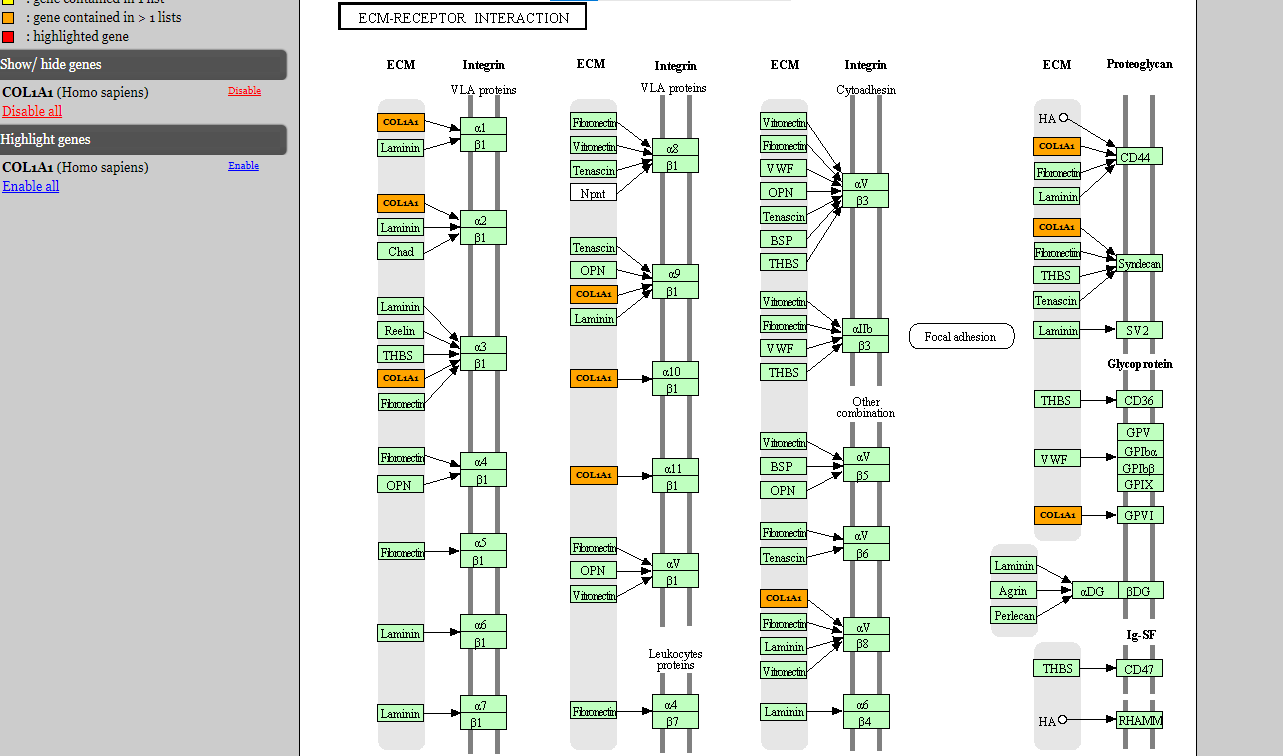 : gene contained in 1 list
: gene contained in > 1 lists
: highlighted gene
Show/ hide genes
COL1A1 (Homo sapiens) Disable
Disable all
Highlight genes
COL1A1 (Homo sapiens) Enable
Enable all
ECM-RECEPTOR INTERACTION
ECM Integrin
VLA proteins
COL1A1
Laminin
α1
β1
COL1A1
Laminin
Chad
α2
β1
Laminin
Reelin
THBS
COL1A1
Fibronectin
α3
β1
Fibronectin
OPN
α4
β1
Fibronectin
α5
β1
Laminin
α6
β1
Laminin
α7
β1
ECM Integrin
VLA proteins
Fibronectin
Vitronectin
Tenascin
Npnt
α8
β1
Tenascin
OPN
COL1A1
Laminin
α9
β1
COL1A1
α10
β1
COL1A1
α11
β1
Fibronectin
OPN
Vitronectin
αV
β1
Leukocytes
proteins
Fibronectin
α4
β7
ECM Integrin
Cytoadhesin
Vitronectin
Fibronectin
VWF
OPN
Tenascin
BSP
THBS
αV
β3
Vitronectin
Fibronectin
VWF
THBS
αIIb
β3
Other
combination
Vitronectin
BSP
OPN
αV
β5
Fibronectin
Tenascin
αV
β6
COL1A1
Fibronectin
Laminin
Vitronectin
αV
β8
Laminin
α6
β4
Focal adhesion
ECM Proteoglycan
HA
COL1A1
Fibronectin
Laminin
CD44
COL1A1
Fibronectin
THBS
Tenascin
Syndecan
Laminin
SV2
Glycoprotein
THBS
CD36
VWF
GPV
GPIbα
GPIbβ
GPIX
COL1A1
GPVI
Laminin
Agrin
Perlecan
αDG βDG
Ig-SF
THBS
CD47
HA
RHAMM